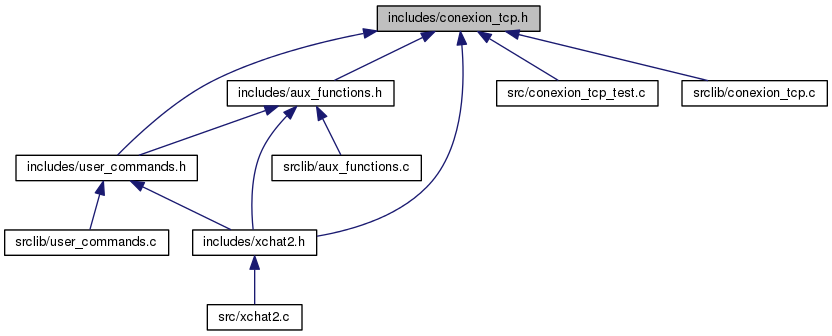 includes/conexion_tcp.h
includes/aux_functions.h
src/conexion_tcp_test.c
srclib/conexion_tcp.c
includes/user_commands.h
srclib/aux_functions.c
srclib/user_commands.c
includes/xchat2.h
src/xchat2.c